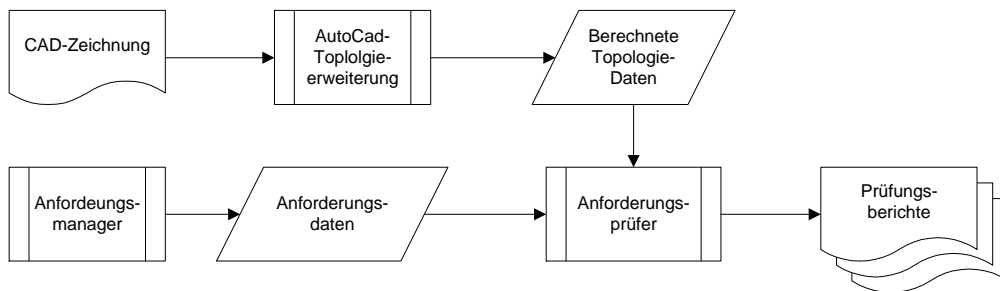 CAD-Zeichnung
AutoCad-
Toplolgie-
erweiterung
Berechnete
Topologie-
Daten
Anfordeungs-
manager
Anforderungs-
daten
Anforderungs-
prüfer
Prüfungs-
berichte